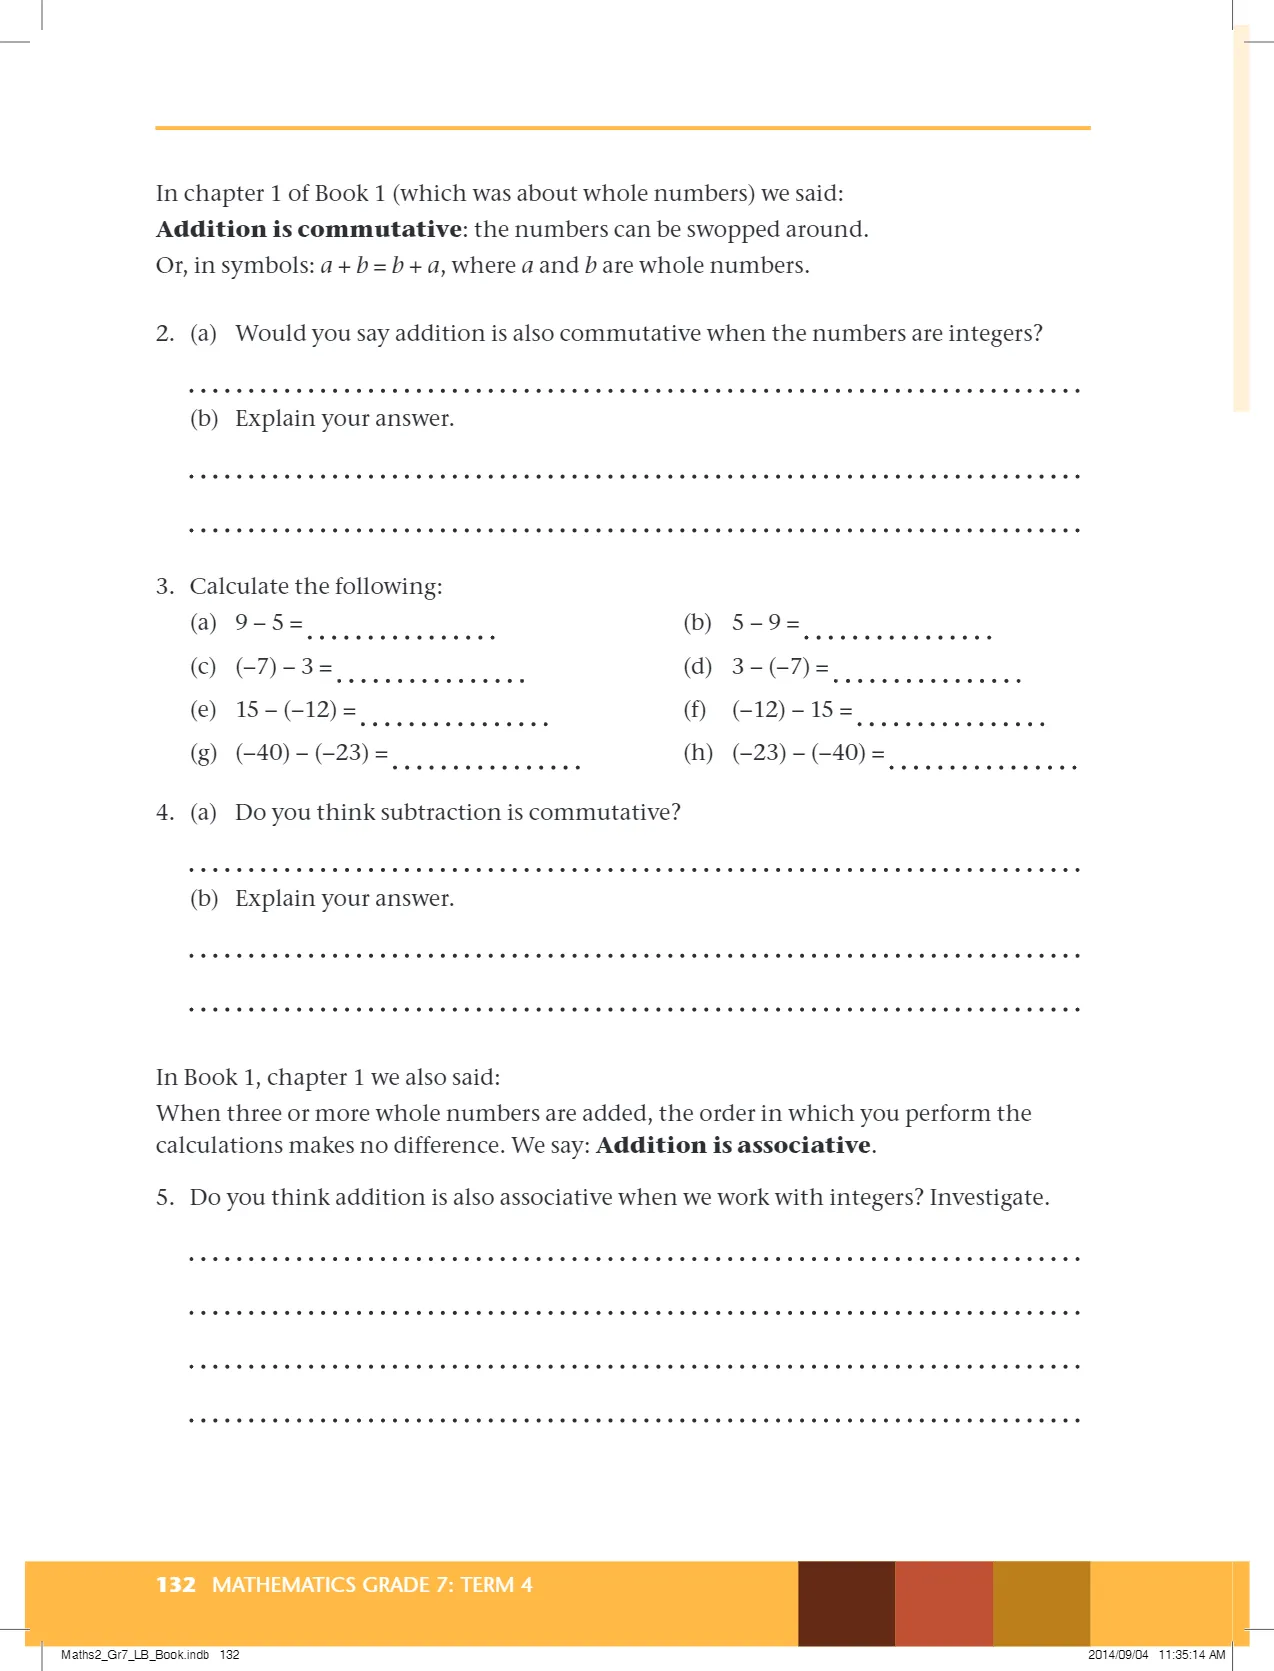 In chapter 1 of Book 1 (which was about whole numbers) we said:
Addition is commutative: the numbers can be swopped around.
Or, in symbols: a + b = b + a, where a and b are whole numbers.
2. (a) Would you say addition is also commutative when the numbers are integers?
(b) Explain your answer.
3. Calculate the following:
(a) 9 – 5 = ................ (b) 5 – 9 = ................
(c) (–7) – 3 = ................ (d) 3 – (–7) = ................
(e) 15 – (–12) = ................ (f) (–12) – 15 = ................
(g) (–40) – (–23) = ................ (h) (–23) – (–40) = ................
4. (a) Do you think subtraction is commutative?
(b) Explain your answer.
In Book 1, chapter 1 we also said:
When three or more whole numbers are added, the order in which you perform the
calculations makes no difference. We say: Addition is associative.
5. Do you think addition is also associative when we work with integers? Investigate.
132 MATHEMATICS GRADE 7: TERM 4
Maths2_Gr7_LB_Book.indb 132 2014/09/04 11:35:14 AM